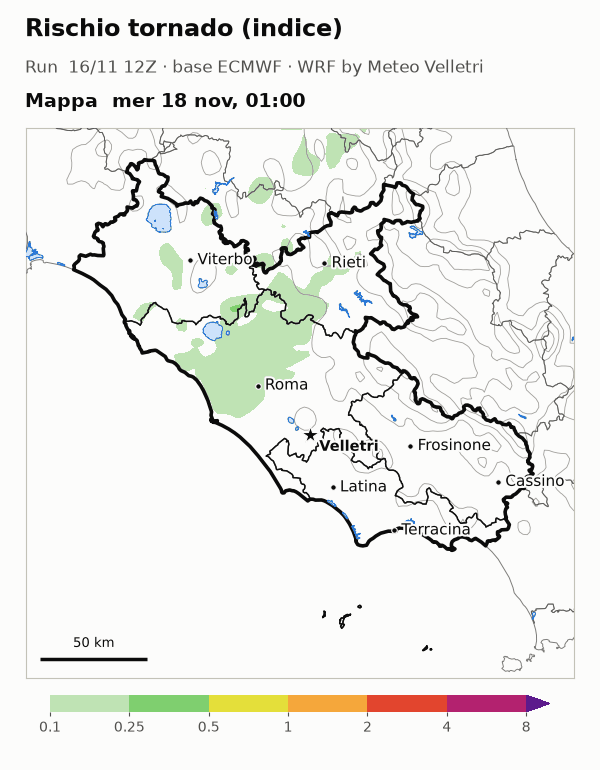 Rischio tornado (indice)
Run  16/11 12Z · base ECMWF · WRF by Meteo Velletri
Mappa  mer 18 nov, 01:00
Viterbo
Rieti
Roma
Velletri
Frosinone
Latina
Cassino
Terracina
50 km
0.1 0.25 0.5 1 2 4 8